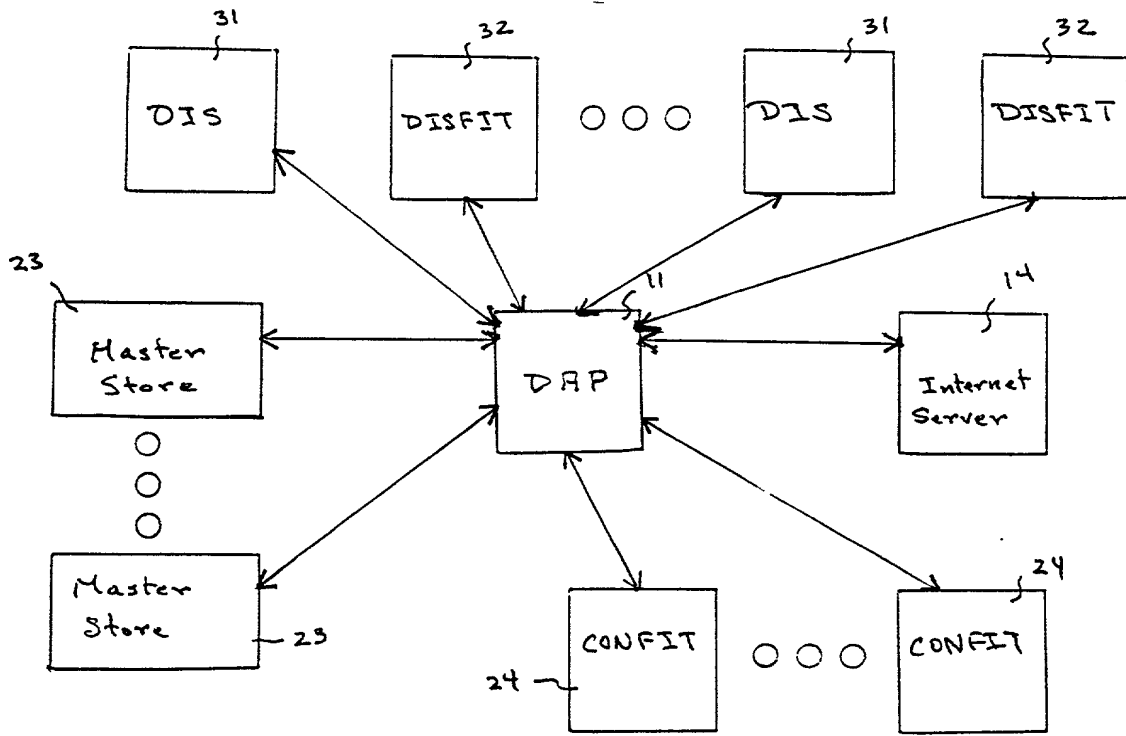 31
32
31
32
DIS
DISFIT
DIS
DISFIT
23
11
14
Master
Store
DAP
Internet
Server
Master
Store
23
CONFIT
24
24
CONFIT